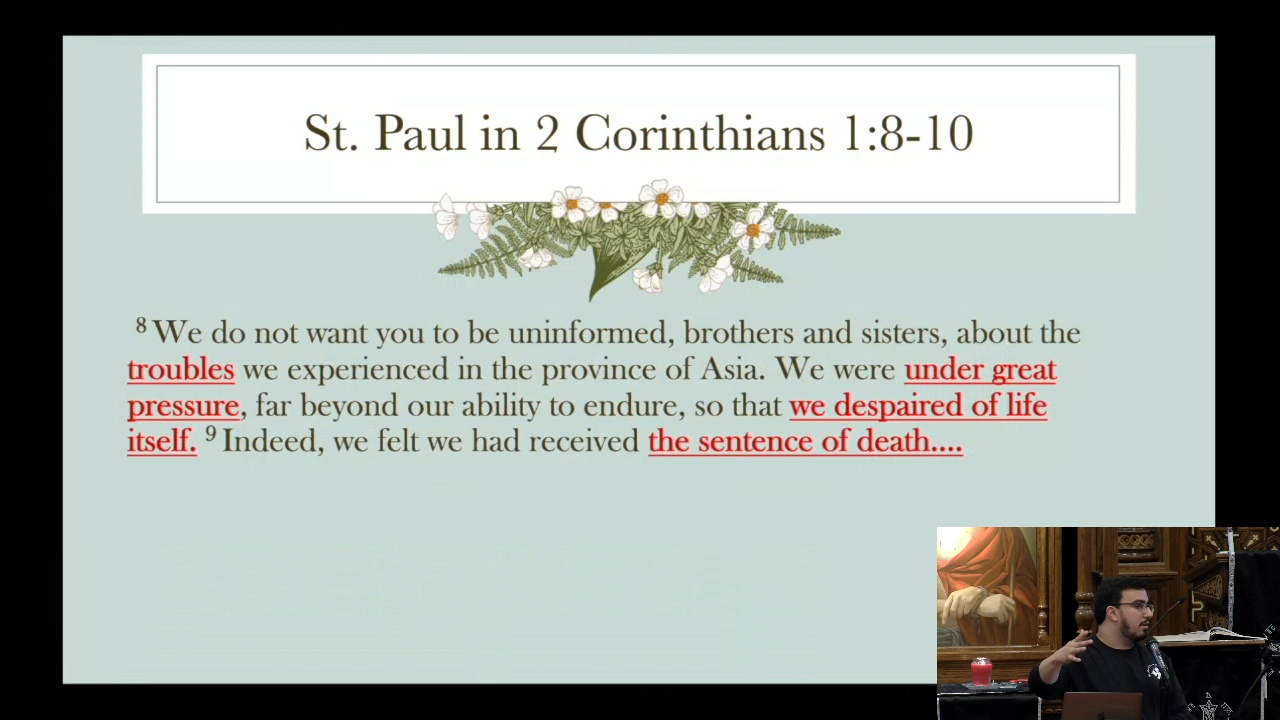 St. Paul in 2 Corinthians 1:8-10
⁸ We do not want you to be uninformed, brothers and sisters, about the
troubles we experienced in the province of Asia. We were under great
pressure, far beyond our ability to endure, so that we despaired of life
itself. ⁹ Indeed, we felt we had received the sentence of death....